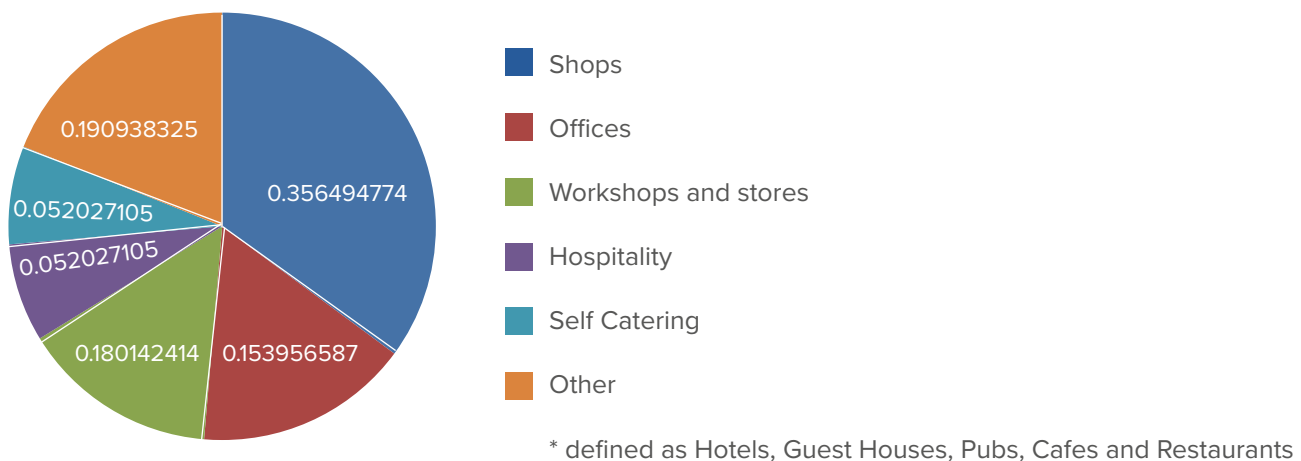 0.190938325
0.356494774
0.052027105
0.052027105
0.180142414
0.153956587
Shops
Offices
Workshops and stores
Hospitality
Self Catering
Other
* defined as Hotels, Guest Houses, Pubs, Cafes and Restaurants